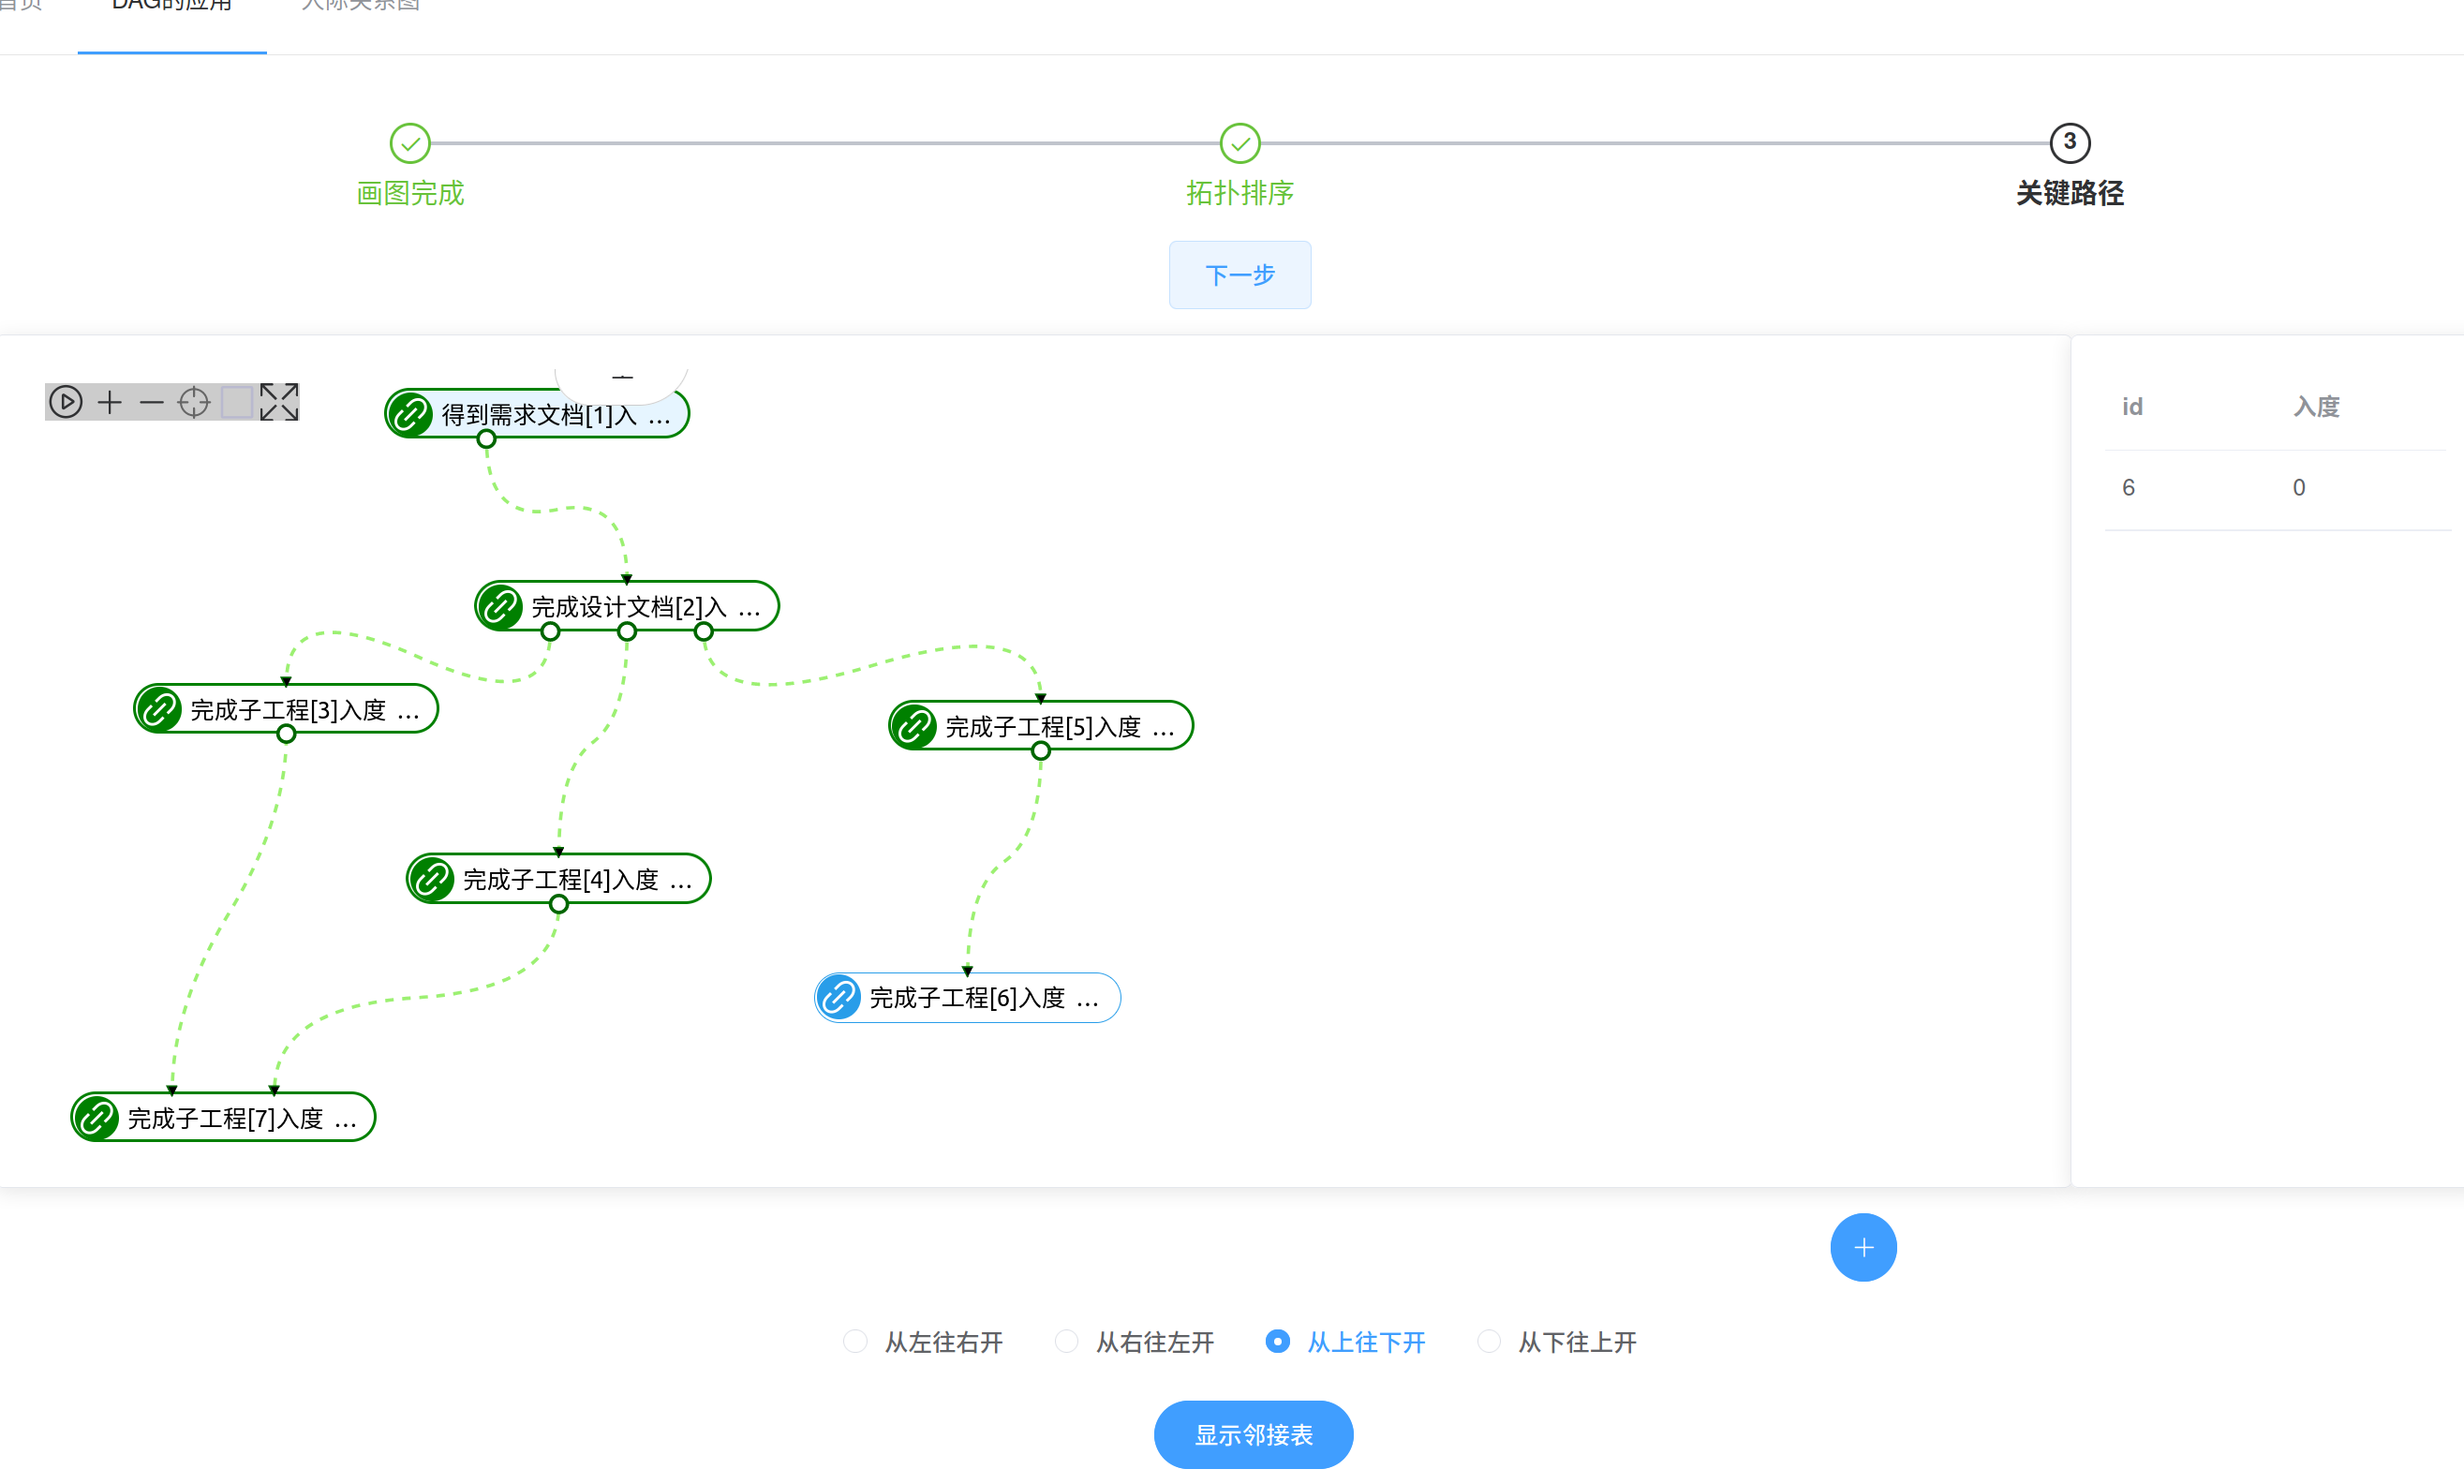 首页 DAG的应用 人际关系图
3
画图完成 拓扑排序 关键路径
下一步
得到需求文档[1]入 ...
id 入度
6 0
完成设计文档[2]入 ...
完成子工程[3]入度 ...
完成子工程[5]入度 ...
完成子工程[4]入度 ...
完成子工程[6]入度 ...
完成子工程[7]入度 ...
从左往右开 从右往左开 从上往下开 从下往上开
显示邻接表